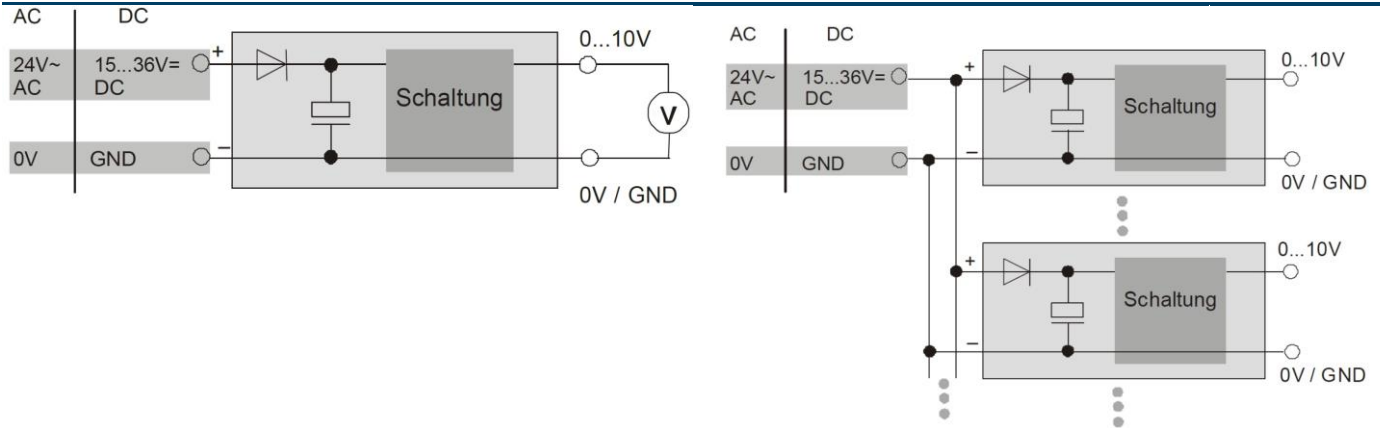 AC DC
24V~ AC
15...36V= DC
+
0V
GND
–
Schaltung
0...10V
V
0V / GND
AC DC
24V~ AC
15...36V= DC
0V
GND
+
–
Schaltung
0...10V
0V / GND
+
–
Schaltung
0...10V
0V / GND